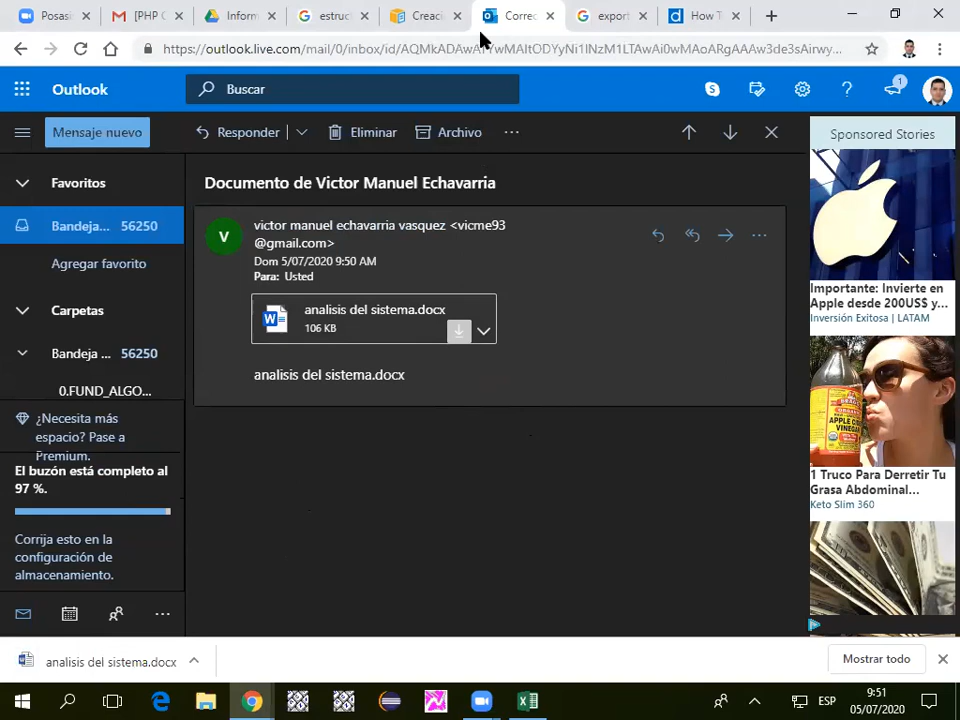 Posasi
[PHP C
Inform
estruc
Creaci
Correo
export
How T
https://outlook.live.com/mail/0/inbox/id/
Outlook
Buscar
1
Mensaje nuevo
Responder
Eliminar
Archivo
Sponsored Stories
Favoritos
Bandeja... 56250
Agregar favorito
Carpetas
Bandeja ... 56250
0.FUND_ALGO...
¿Necesita más
espacio? Pase a
Premium.
El buzón está completo al
97 %.
Corrija esto en la
configuración de
almacenamiento.
Documento de Victor Manuel Echavarria
V
victor manuel echavarria vasquez <vicme93
@gmail.com>
Dom 5/07/2020 9:50 AM
Para: Usted
analisis del sistema.docx
106 KB
analisis del sistema.docx
Importante: Invierte en
Apple desde 200US$ y...
Inversión Exitosa | LATAM
APPLE CIDER
VINEGAR
1 Truco Para Derretir Tu
Grasa Abdominal...
Keto Slim 360
analisis del sistema.docx
Mostrar todo
ESP
9:51
05/07/2020